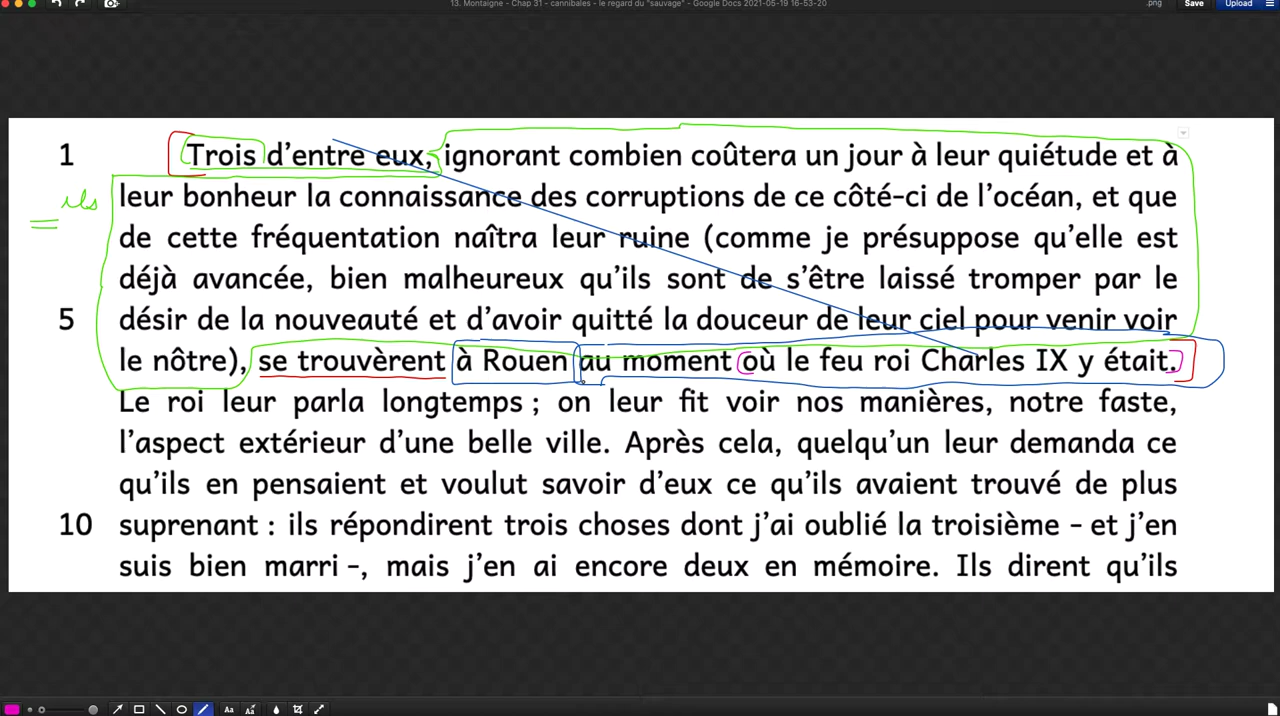 13. Montaigne - Chap 31 - cannibales - le regard du "sauvage" - Google Docs 2021-05-19 16-53-20 .png Save Upload
1 Trois d'entre eux, ignorant combien coûtera un jour à leur quiétude et à
= ils leur bonheur la connaissance des corruptions de ce côté-ci de l'océan, et que
de cette fréquentation naîtra leur ruine (comme je présuppose qu'elle est
déjà avancée, bien malheureux qu'ils sont de s'être laissé tromper par le
5 désir de la nouveauté et d'avoir quitté la douceur de leur ciel pour venir voir
le nôtre), se trouvèrent à Rouen au moment où le feu roi Charles IX y était.
Le roi leur parla longtemps ; on leur fit voir nos manières, notre faste,
l'aspect extérieur d'une belle ville. Après cela, quelqu'un leur demanda ce
qu'ils en pensaient et voulut savoir d'eux ce qu'ils avaient trouvé de plus
10 suprenant : ils répondirent trois choses dont j'ai oublié la troisième - et j'en
suis bien marri -, mais j'en ai encore deux en mémoire. Ils dirent qu'ils
Aa Aa